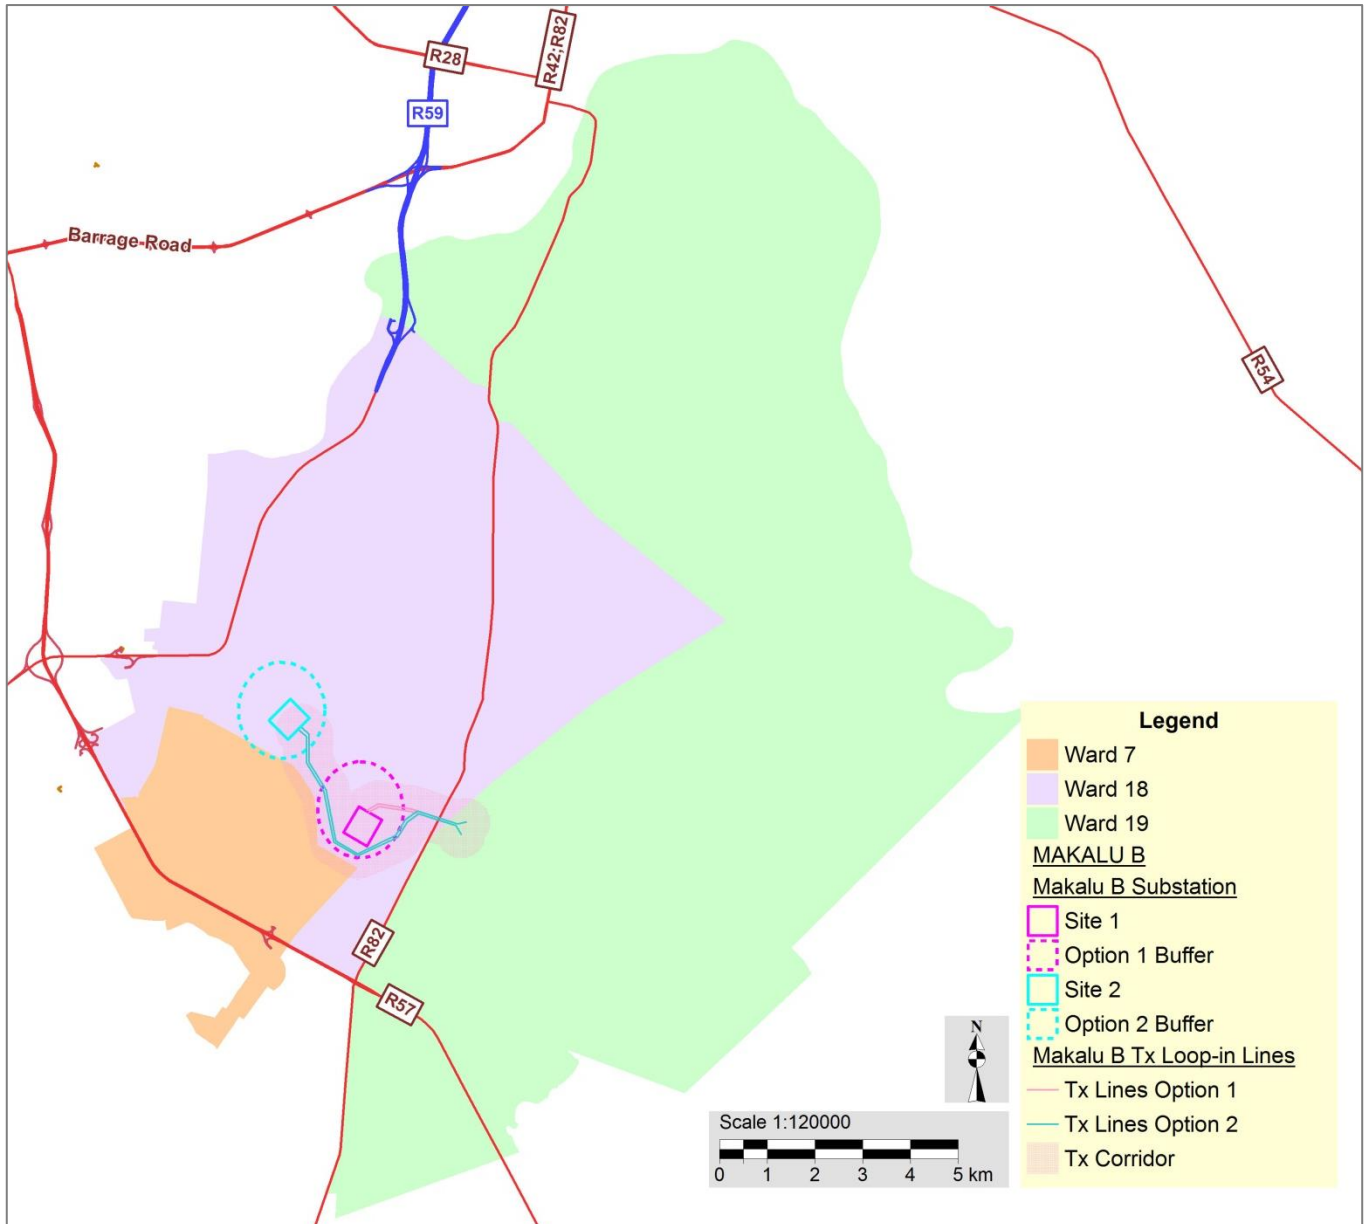 R28
R42;R82
R59
Barrage Road
R54
R82
R57
Legend
Ward 7
Ward 18
Ward 19
MAKALU B
Makalu B Substation
Site 1
Option 1 Buffer
Site 2
Option 2 Buffer
Makalu B Tx Loop-in Lines
Tx Lines Option 1
Tx Lines Option 2
Tx Corridor
N
Scale 1:120000
0 1 2 3 4 5 km